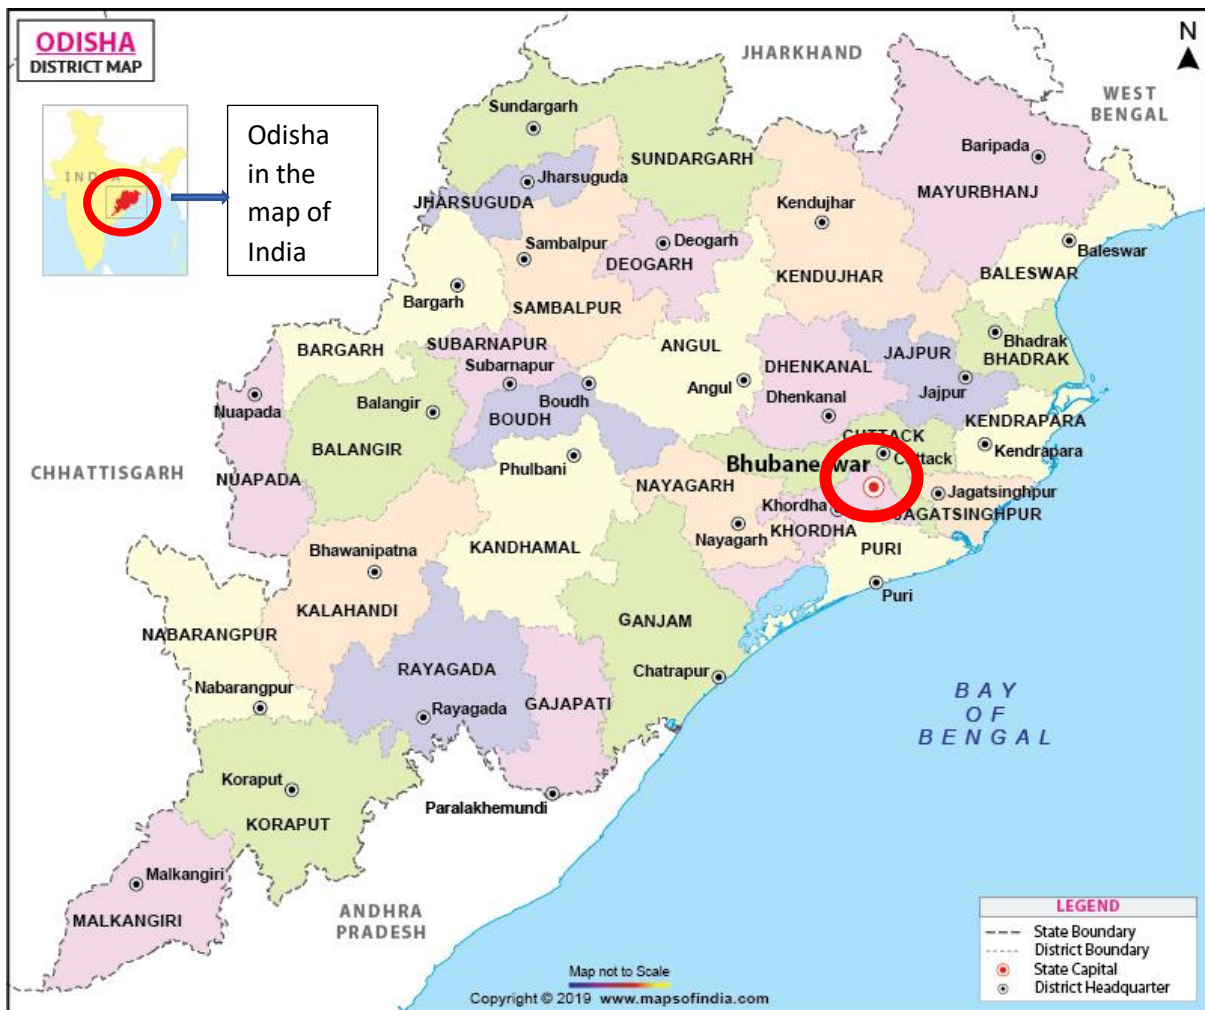 ODISHA
DISTRICT MAP
N
JHARKHAND
WEST
BENGAL
INDIA
Odisha
in the
map of
India
Sundargarh
SUNDARGARH
Baripada
MAYURBHANJ
Jharsuguda
JHARSUGUDA
Kendujhar
KENDUJHAR
Sambalpur
SAMBALPUR
Deogarh
DEOGARH
Baleswar
BALESWAR
Bargarh
BARGARH
SUBARNAPUR
Subarnapur
ANGUL
Angul
DHENKANAL
Dhenkanal
JAJPUR
Jajpur
Bhadrak
BHADRAK
Nuapada
NUAPADA
Balangir
BALANGIR
Boudh
BOUDH
KENDRAPARA
Kendrapara
CUTTACK
Cuttack
Bhubaneswar
CHHATTISGARH
Phulbani
KANDHAMAL
NAYAGARH
Nayagarh
Khordha
KHORDHA
Jagatsinghpur
JAGATSINGHPUR
PURI
Puri
Bhawanipatna
KALAHANDI
GANJAM
Chatrapur
NABARANGPUR
Nabarangpur
RAYAGADA
Rayagada
GAJAPATI
Paralakhemundi
BAY
OF
BENGAL
Koraput
KORAPUT
Malkangiri
MALKANGIRI
ANDHRA
PRADESH
LEGEND
State Boundary
District Boundary
State Capital
District Headquarter
Map not to Scale
Copyright © 2019 www.mapsofindia.com